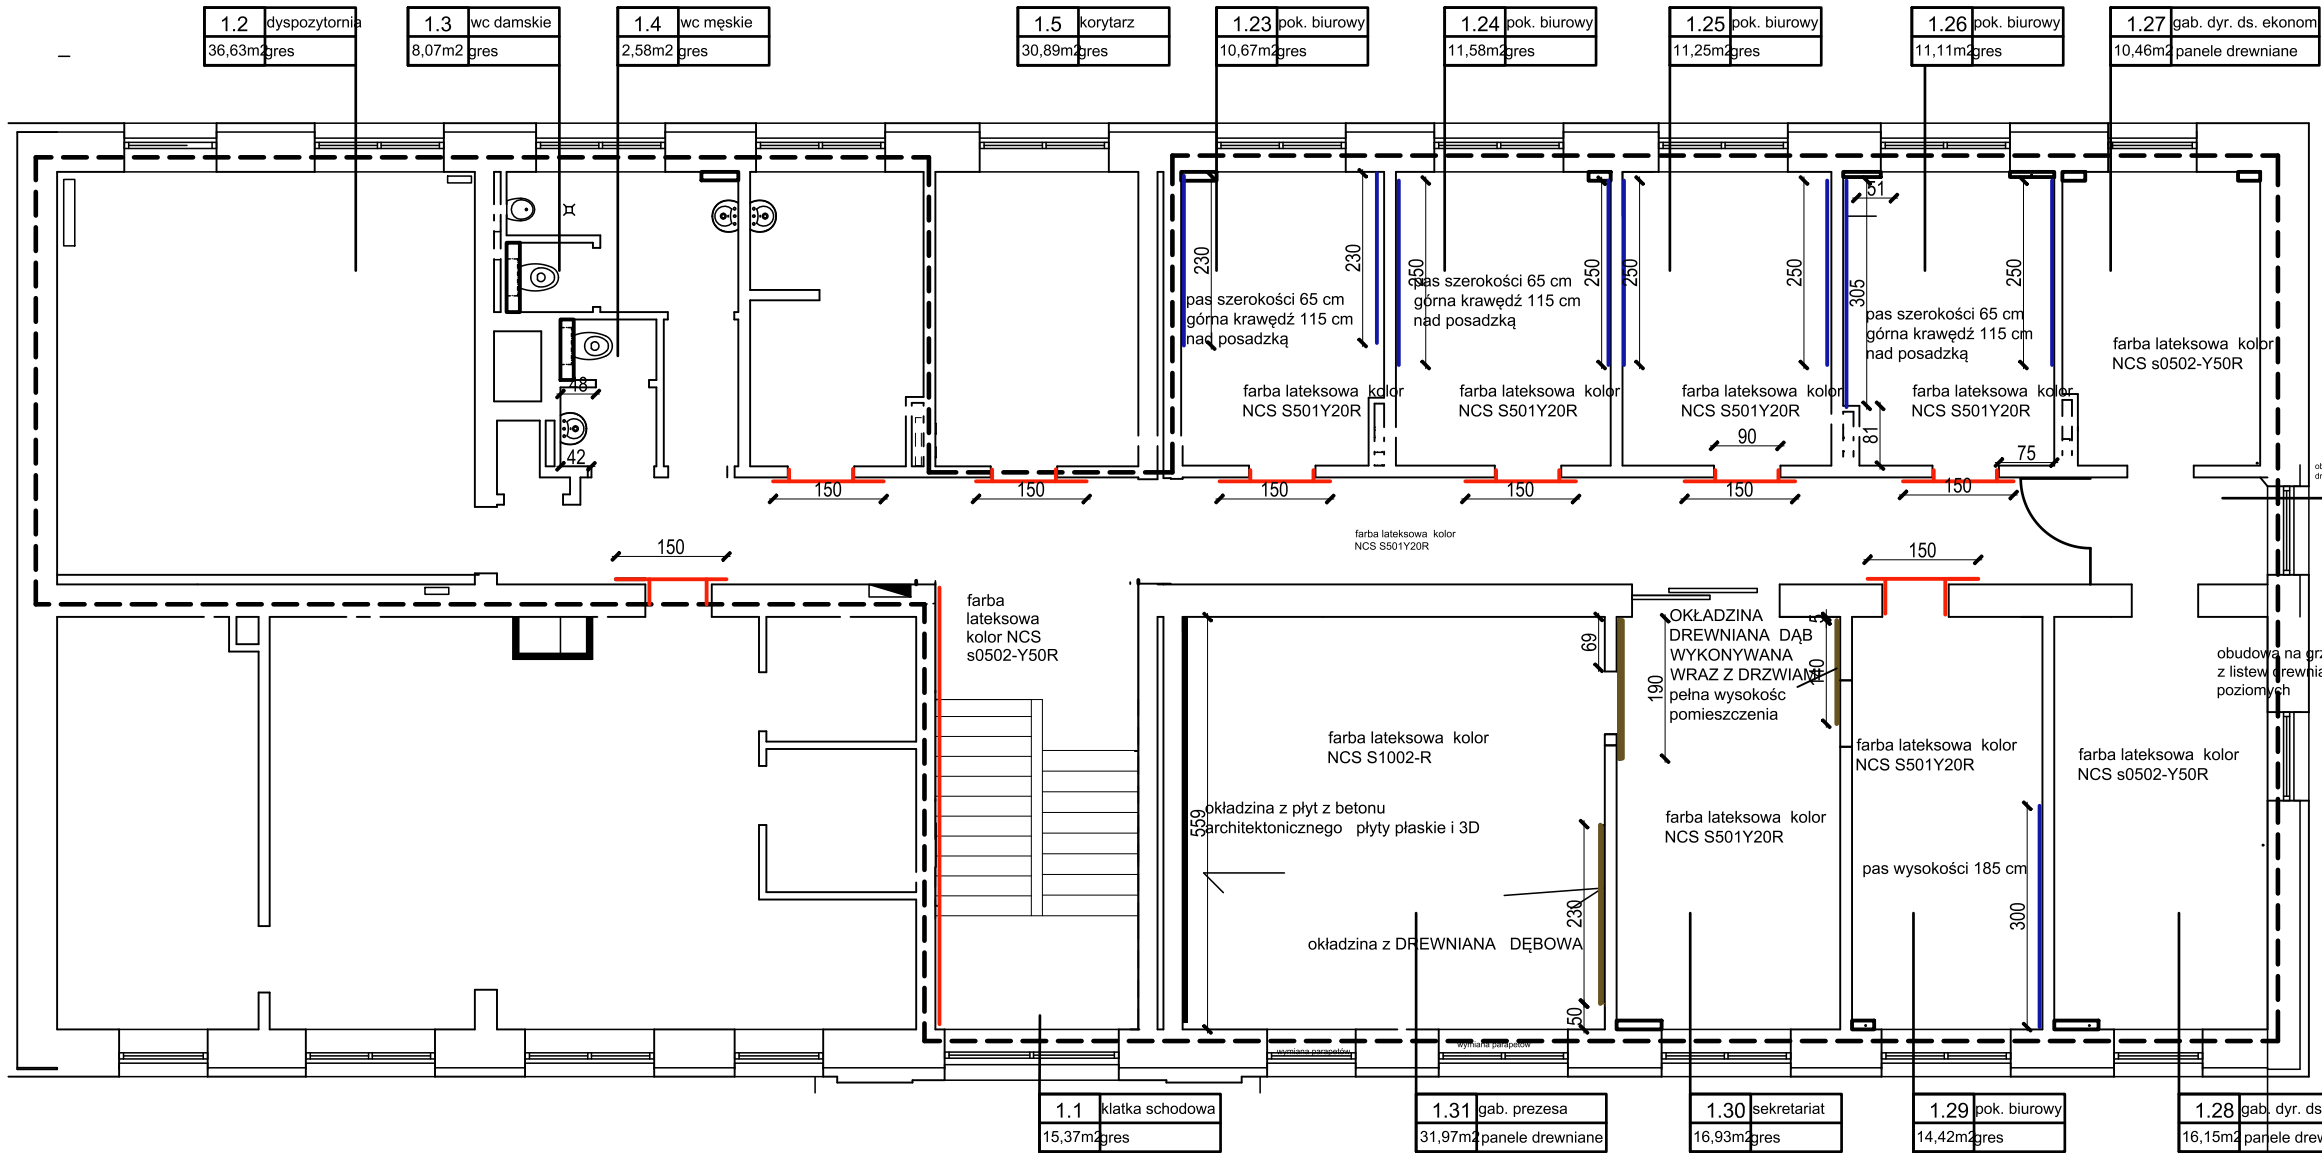 1.2 dyspozytornia
36,63m2 gres
1.3 wc damskie
8,07m2 gres
1.4 wc męskie
2,58m2 gres
1.5 korytarz
30,89m2 gres
1.23 pok. biurowy
10,67m2 gres
1.24 pok. biurowy
11,58m2 gres
1.25 pok. biurowy
11,25m2 gres
1.26 pok. biurowy
11,11m2 gres
1.27 gab. dyr. ds. ekonom
10,46m2 panele drewniane
51
230
230
250
250
250
250
305
250
pas szerokości 65 cm
górna krawędź 115 cm
nad posadzką
pas szerokości 65 cm
górna krawędź 115 cm
nad posadzką
pas szerokości 65 cm
górna krawędź 115 cm
nad posadzką
farba lateksowa kolor
NCS s0502-Y50R
farba lateksowa kolor
NCS S501Y20R
farba lateksowa kolor
NCS S501Y20R
farba lateksowa kolor
NCS S501Y20R
farba lateksowa kolor
NCS S501Y20R
48
42
90
81
75
150
150
150
150
150
150
150
150
farba lateksowa kolor
NCS S501Y20R
farba
lateksowa
kolor NCS
s0502-Y50R
69
190
5
140
OKŁADZINA
DREWNIANA DĄB
WYKONYWANA
WRAZ Z DRZWIAMI
pełna wysokośc
pomieszczenia
obudowa na grz
z listew drewnia
poziomych
farba lateksowa kolor
NCS S1002-R
farba lateksowa kolor
NCS S501Y20R
farba lateksowa kolor
NCS s0502-Y50R
559
okładzina z płyt z betonu
architektonicznego płyty płaskie i 3D
farba lateksowa kolor
NCS S501Y20R
pas wysokości 185 cm
230
300
okładzina z DREWNIANA DĘBOWA
50
wymiana parapetów
wymiana parapetów
1.1 klatka schodowa
15,37m2 gres
1.31 gab. prezesa
31,97m2 panele drewniane
1.30 sekretariat
16,93m2 gres
1.29 pok. biurowy
14,42m2 gres
1.28 gab. dyr. ds
16,15m2 panele drew